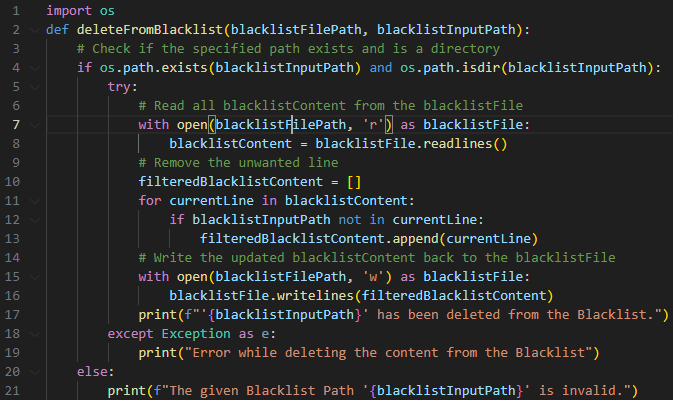 1 import os
2 def deleteFromBlacklist(blacklistFilePath, blacklistInputPath):
3     # Check if the specified path exists and is a directory
4     if os.path.exists(blacklistInputPath) and os.path.isdir(blacklistInputPath):
5         try:
6             # Read all blacklistContent from the blacklistFile
7             with open(blacklistFilePath, 'r') as blacklistFile:
8                 blacklistContent = blacklistFile.readlines()
9             # Remove the unwanted line
10             filteredBlacklistContent = []
11             for currentLine in blacklistContent:
12                 if blacklistInputPath not in currentLine:
13                     filteredBlacklistContent.append(currentLine)
14             # Write the updated blacklistContent back to the blacklistFile
15             with open(blacklistFilePath, 'w') as blacklistFile:
16                 blacklistFile.writelines(filteredBlacklistContent)
17             print(f"'{blacklistInputPath}' has been deleted from the Blacklist.")
18         except Exception as e:
19             print("Error while deleting the content from the Blacklist")
20     else:
21         print(f"The given Blacklist Path '{blacklistInputPath}' is invalid.")